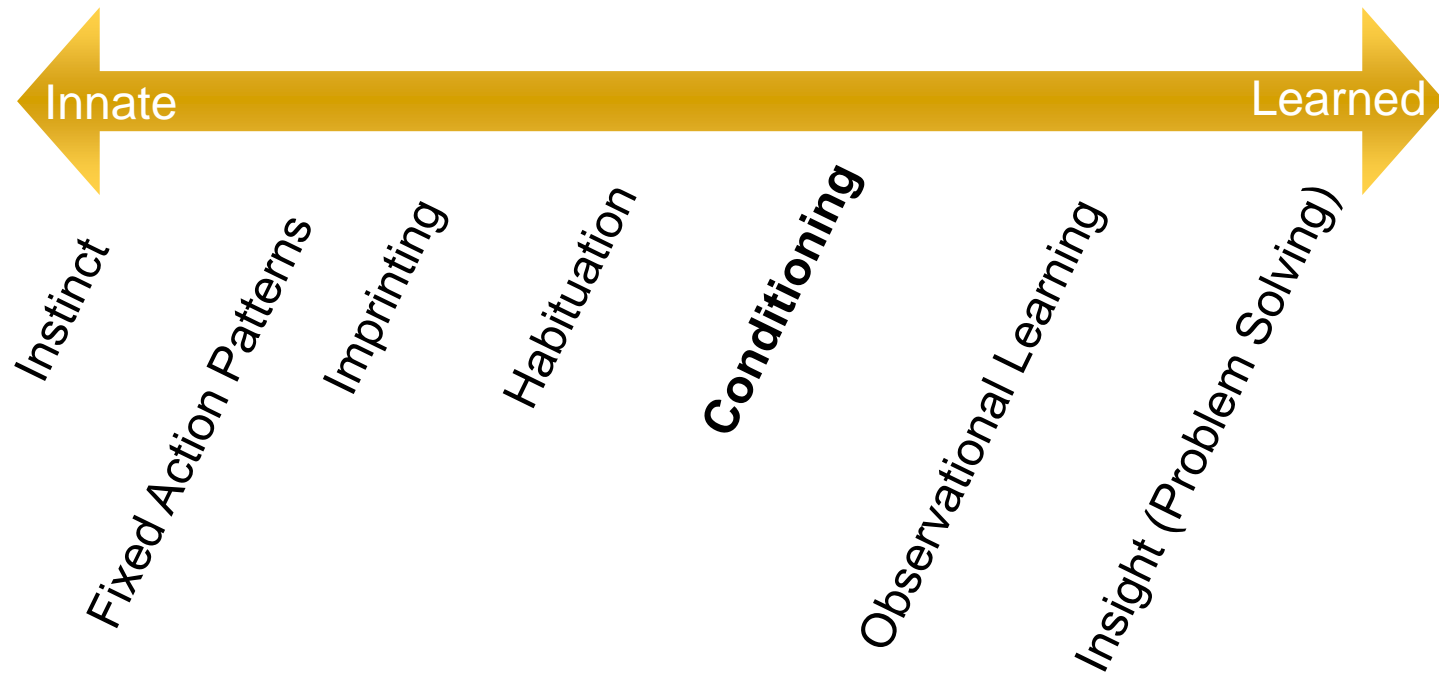 Innate
Learned
Instinct
Fixed Action Patterns
Imprinting
Habituation
Conditioning
Observational Learning
Insight (Problem Solving)